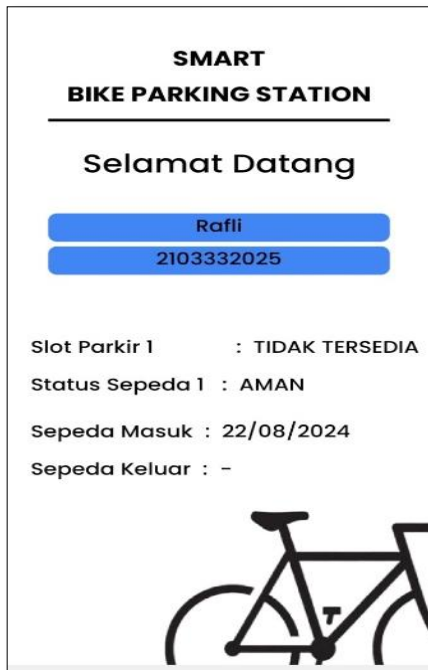 SMART
BIKE PARKING STATION
Selamat Datang
Rafli
2103332025
Slot Parkir 1 : TIDAK TERSEDIA
Status Sepeda 1 : AMAN
Sepeda Masuk : 22/08/2024
Sepeda Keluar : -